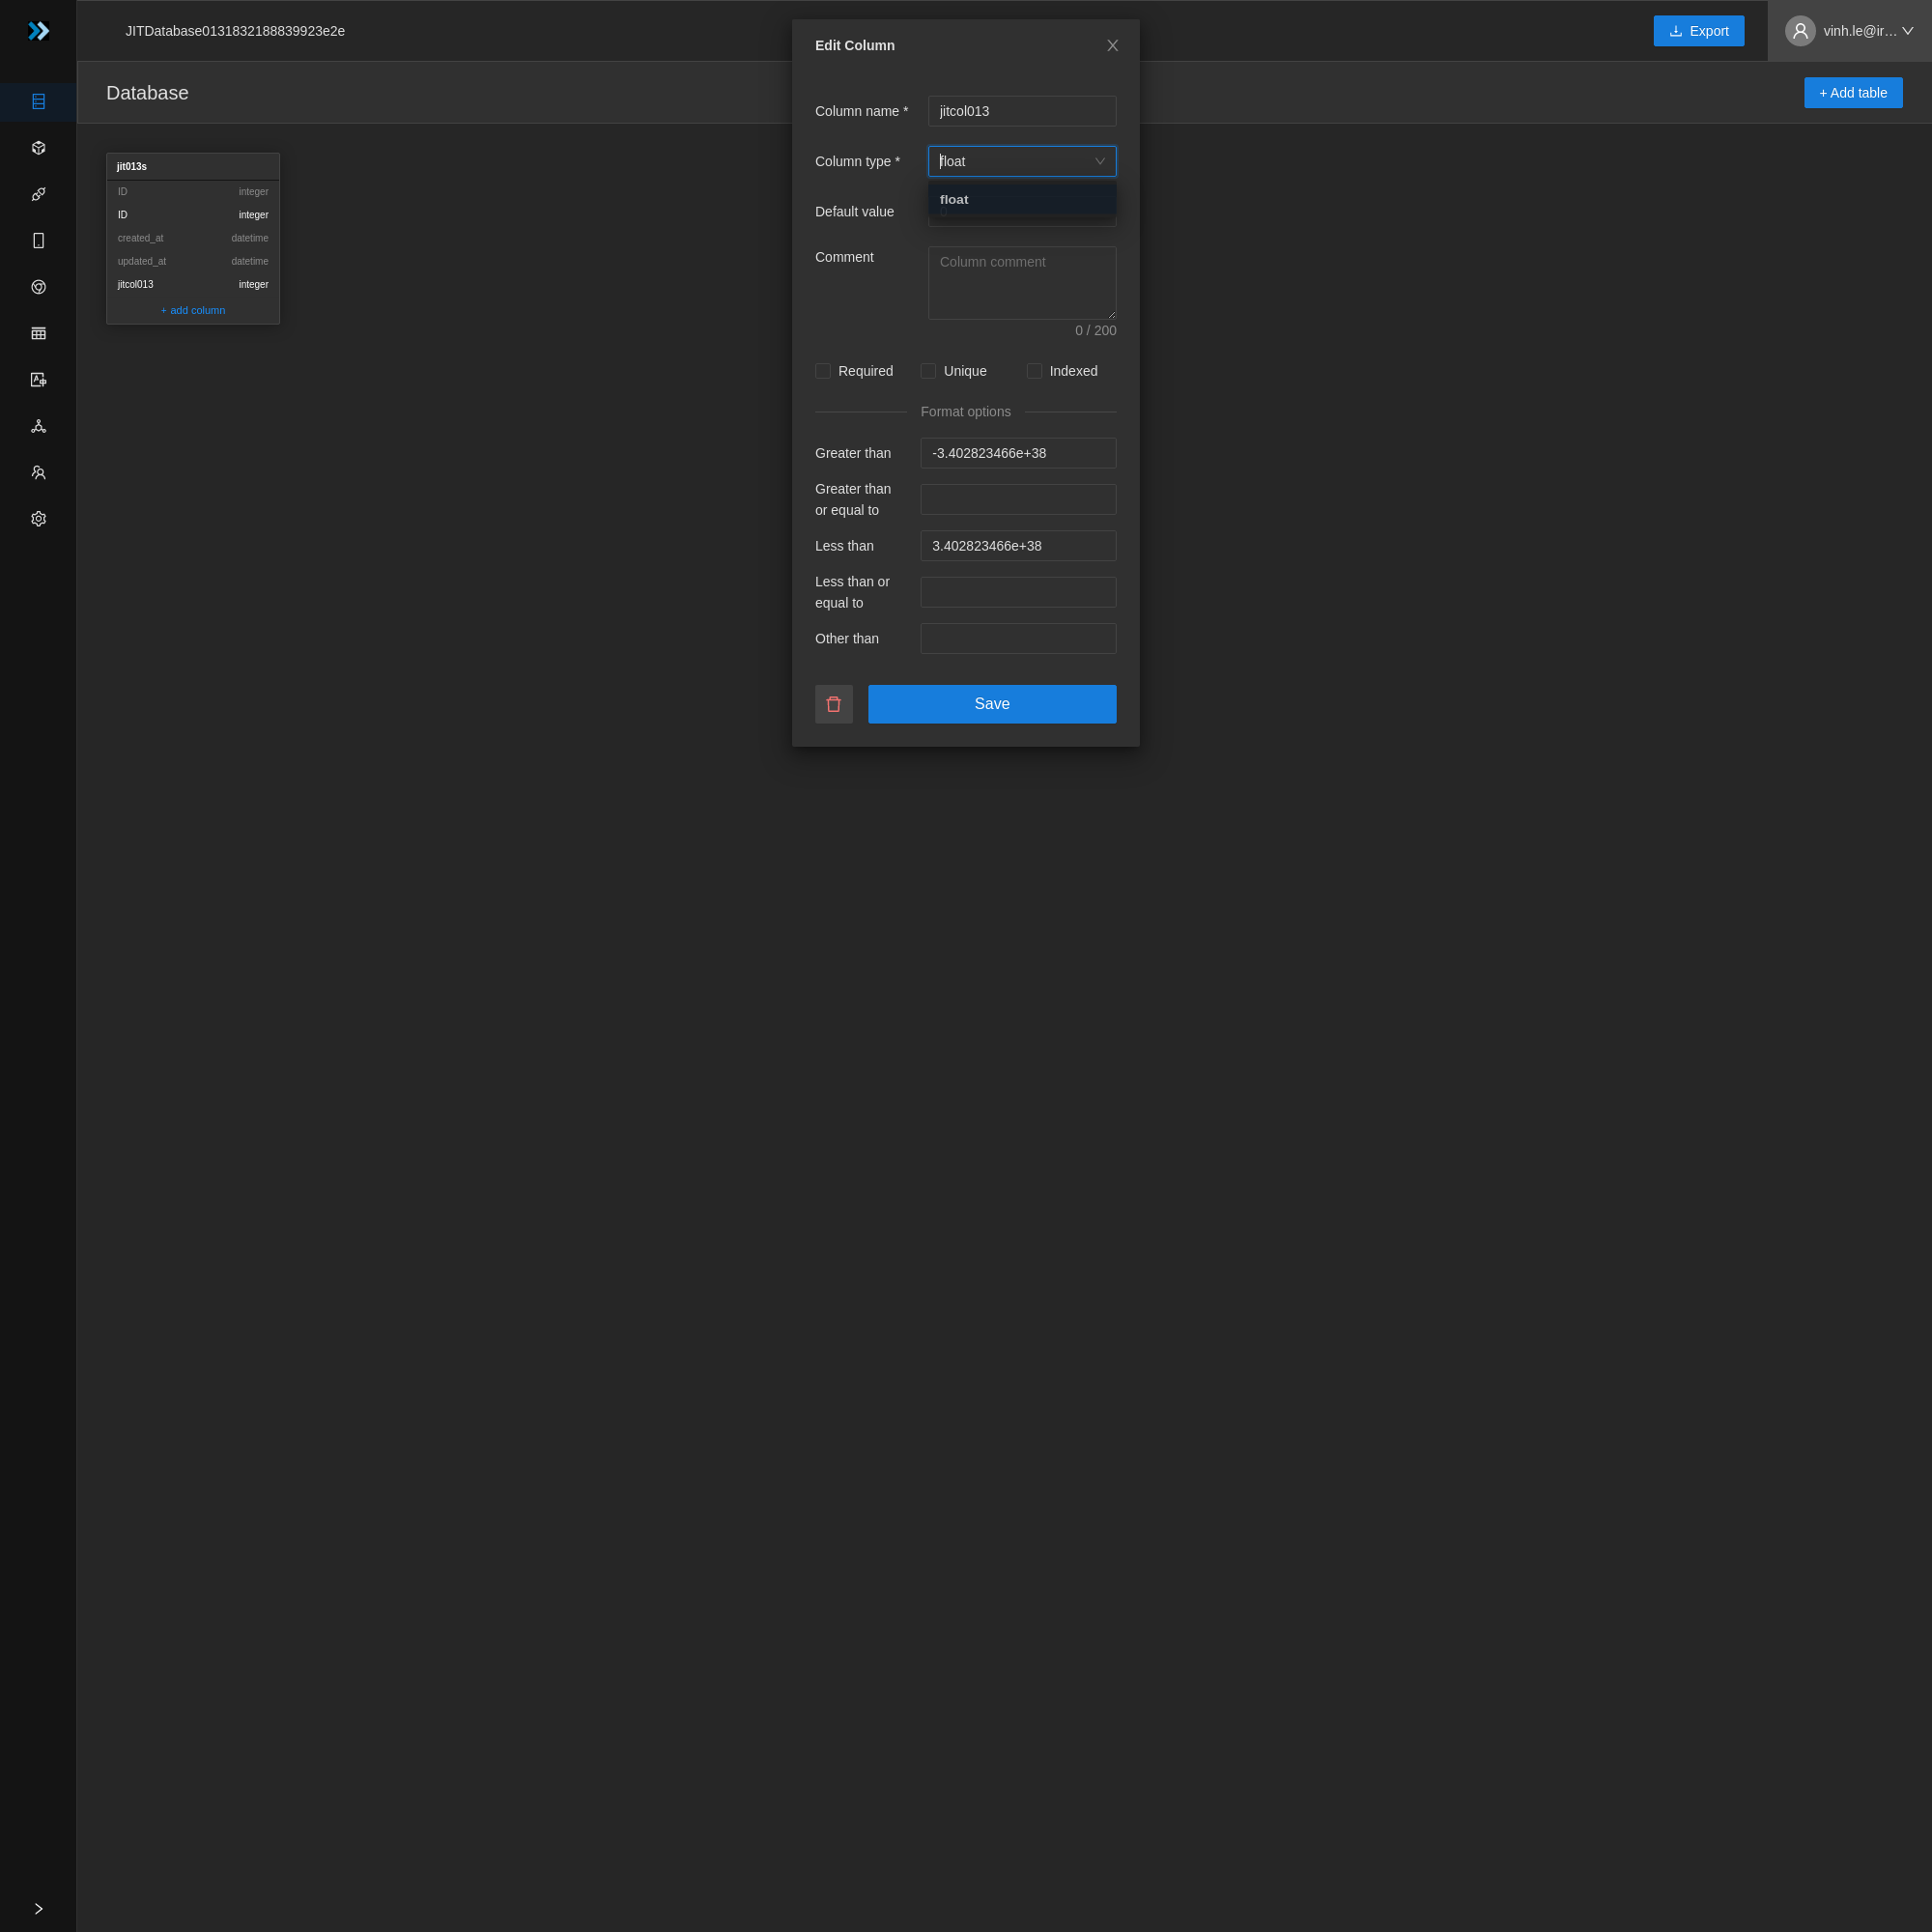 JITDatabase0131832188839923e2e
Export
vinh.le@ir…
Database
+ Add table
jit013s
ID integer
ID integer
created_at datetime
updated_at datetime
jitcol013 integer
+ add column
Edit Column
Column name * jitcol013
Column type * float
float
Default value
Comment Column comment
0 / 200
Required Unique Indexed
Format options
Greater than -3.402823466e+38
Greater than
or equal to
Less than 3.402823466e+38
Less than or
equal to
Other than
Save